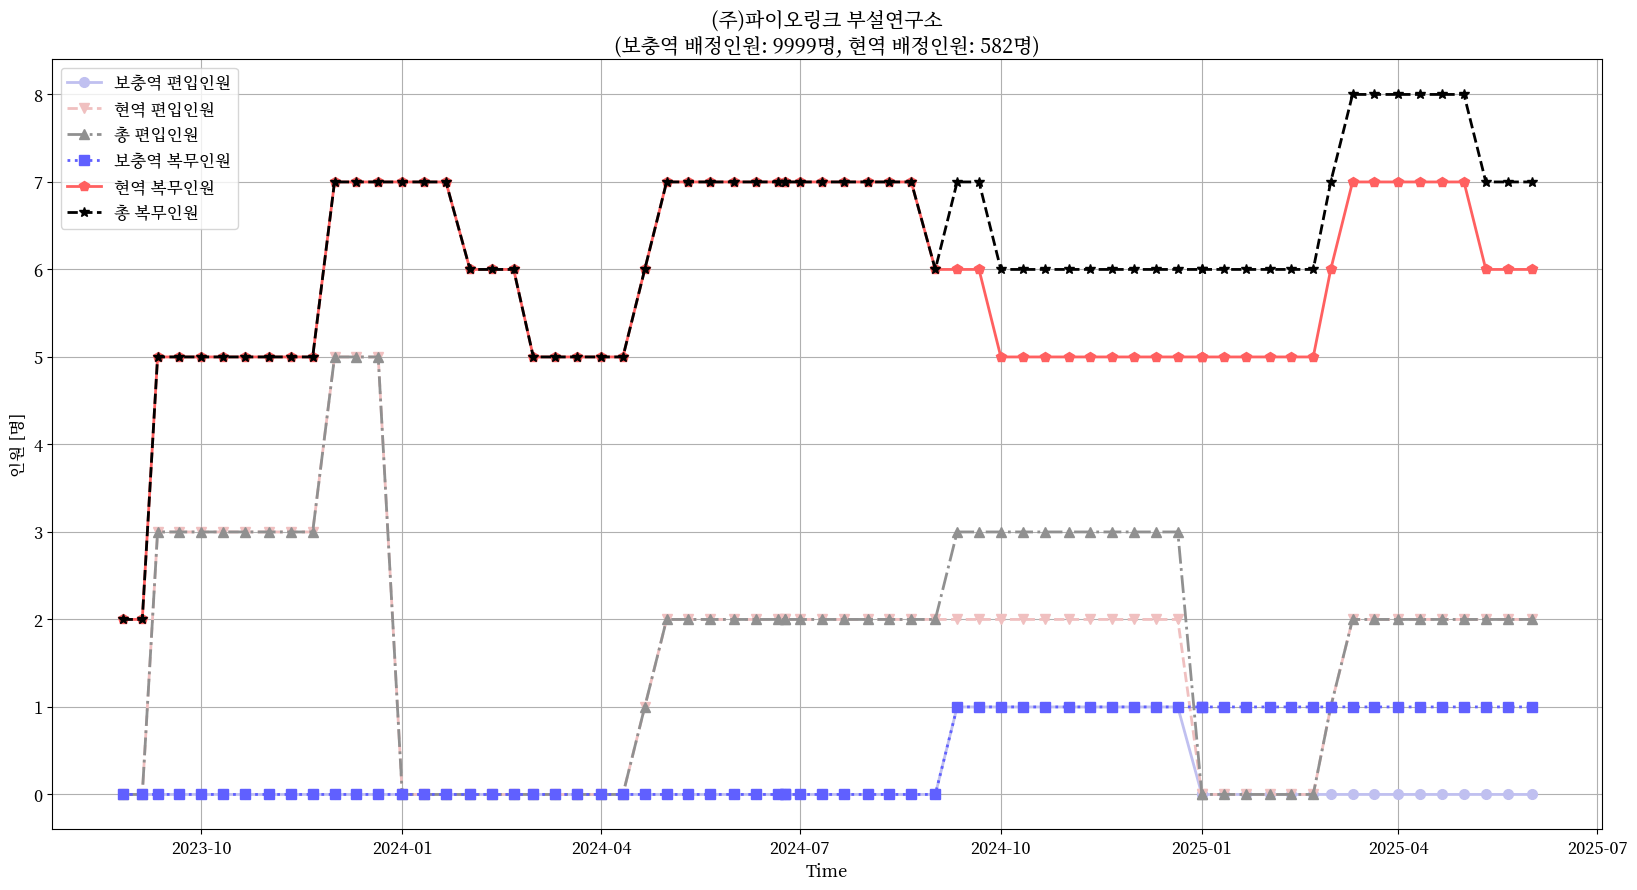 (주)파이오링크 부설연구소
(보충역 배정인원: 9999명, 현역 배정인원: 582명)
보충역 편입인원
현역 편입인원
총 편입인원
보충역 복무인원
현역 복무인원
총 복무인원
인원 [명]
8
7
6
5
4
3
2
1
0
2023-10
2024-01
2024-04
2024-07
2024-10
2025-01
2025-04
2025-07
Time